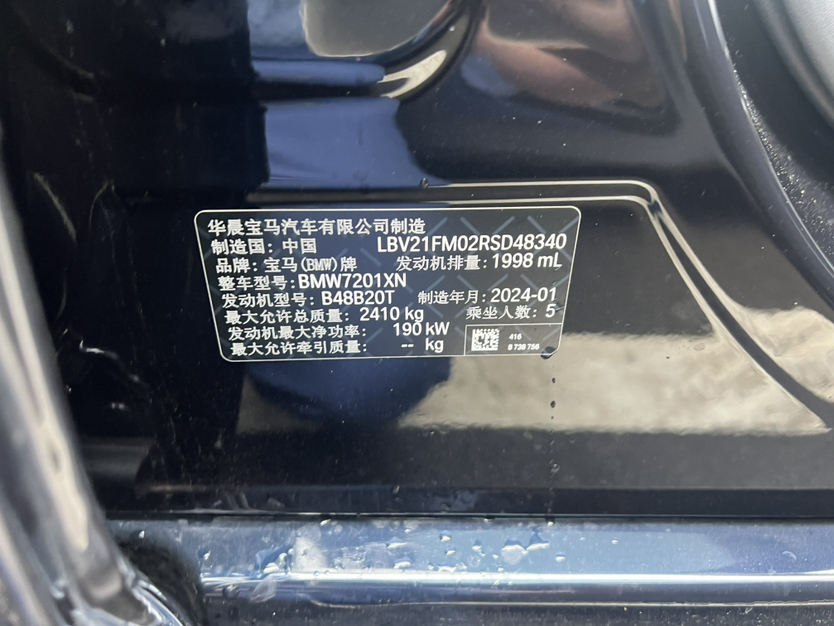 华晨宝马汽车有限公司制造
制造国: 中国 LBV21FM02RSD48340
品牌: 宝马(BMW)牌 发动机排量: 1998 mL
整车型号: BMW7201XN
发动机型号: B48B20T 制造年月: 2024-01
最大允许总质量: 2410 kg 乘坐人数: 5
发动机最大净功率: 190 kW
最大允许牵引质量: -- kg
416
8 738 756